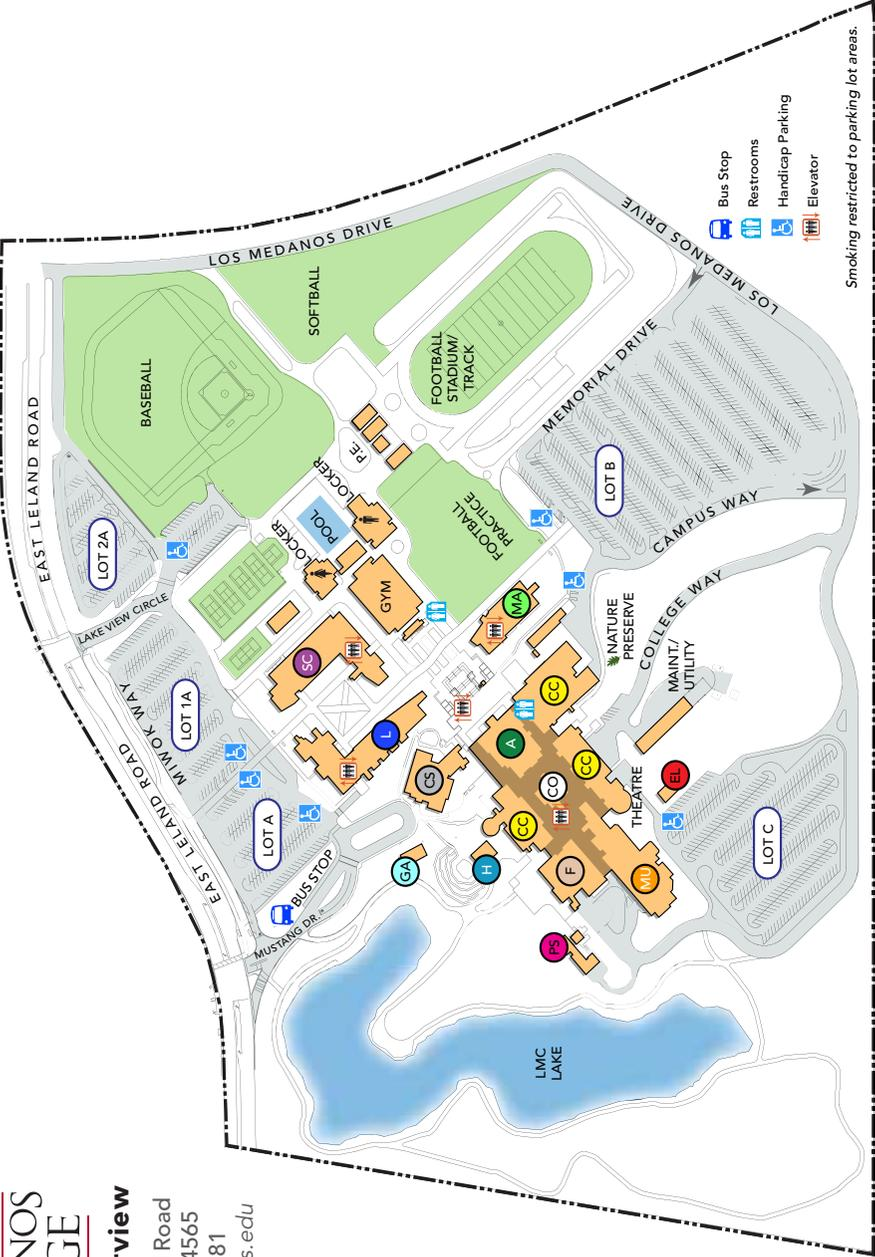 NOS
GE
rview
Road
4565
81
s.edu
EAST LELAND ROAD
EAST LELAND ROAD
MIWOK WAY
LAKE VIEW CIRCLE
LOT 2A
LOT 1A
LOT A
BUS STOP
MUSTANG DR.
BASEBALL
SOFTBALL
LOS MEDANOS DRIVE
LOCKER
POOL
LOCKER
P.E.
GYM
FOOTBALL
STADIUM/
TRACK
FOOTBALL
PRACTICE
SC
L
CS
GA
H
MA
A
CC
CC
CC
CO
F
MU
PS
EL
THEATRE
LMC
LAKE
NATURE
PRESERVE
MAINT./
UTILITY
COLLEGE WAY
CAMPUS WAY
MEMORIAL DRIVE
LOS MEDANOS DRIVE
LOT B
LOT C
Bus Stop
Restrooms
Handicap Parking
Elevator
Smoking restricted to parking lot areas.